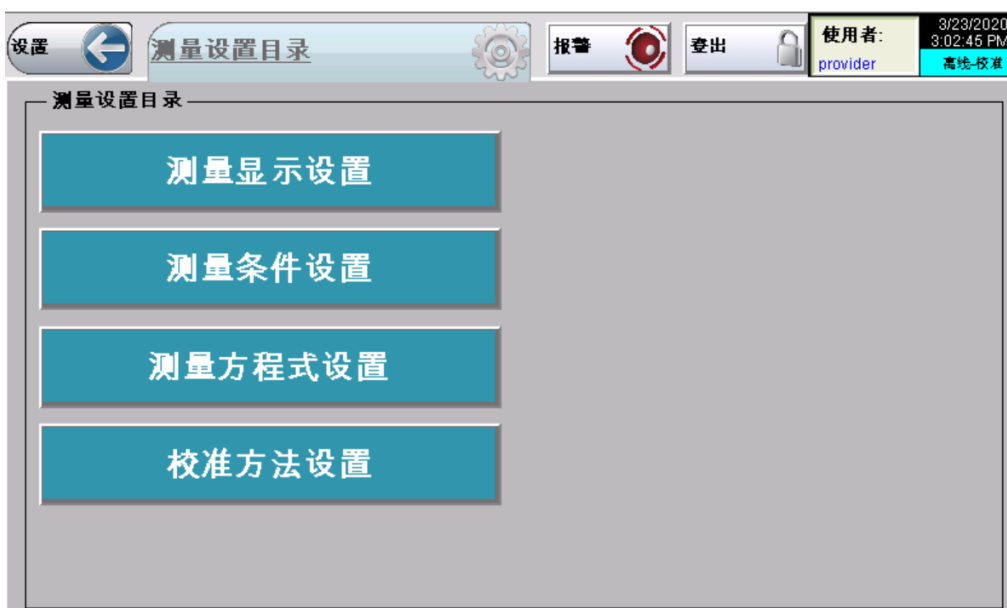 设置
测量设置目录
报警
登出
使用者:
provider
3/23/2020
3:02:45 PM
离线-校准
测量设置目录
测量显示设置
测量条件设置
测量方程式设置
校准方法设置